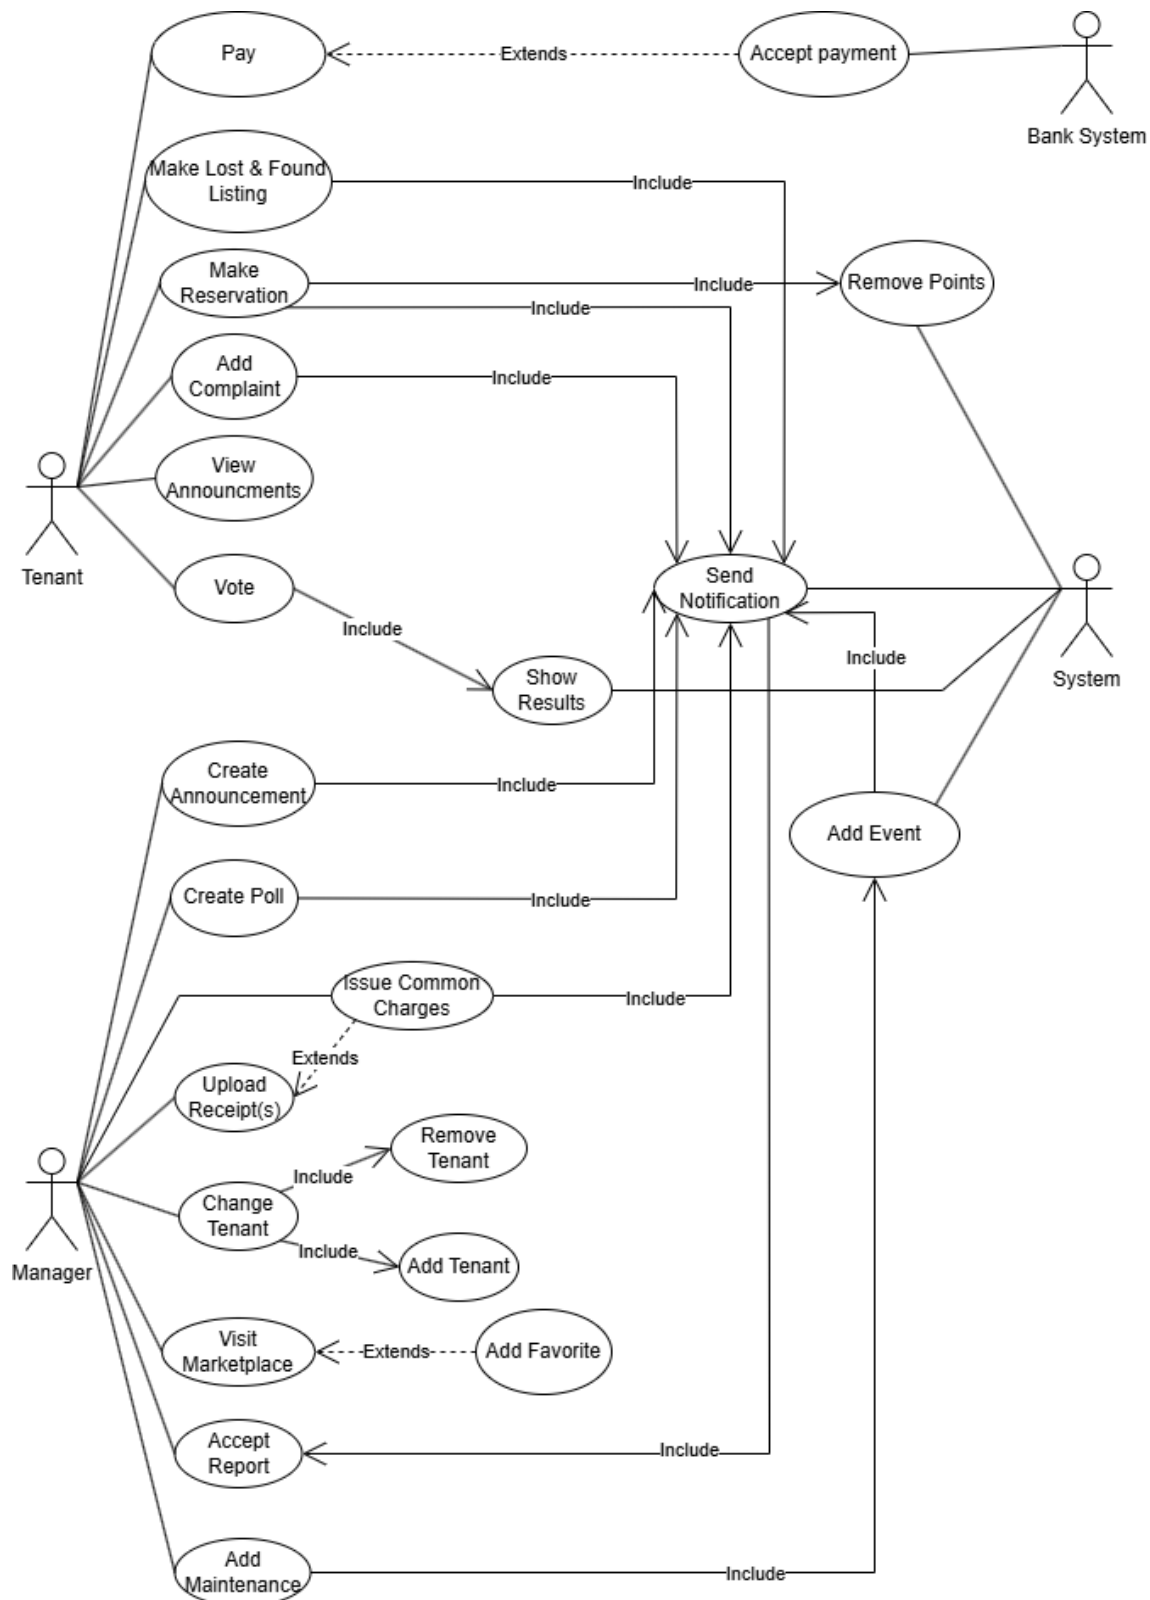 Pay
Extends
Accept payment
Bank System
Make Lost & Found
Listing
Include
Make
Reservation
Include
Remove Points
Include
Add
Complaint
Include
View
Announcments
Tenant
Vote
Include
Send
Notification
System
Include
Show
Results
Create
Announcement
Include
Add Event
Create Poll
Include
Issue Common
Charges
Include
Extends
Upload
Receipt(s)
Remove
Tenant
Include
Change
Tenant
Include
Add Tenant
Manager
Visit
Marketplace
Extends
Add Favorite
Accept
Report
Include
Add
Maintenance
Include